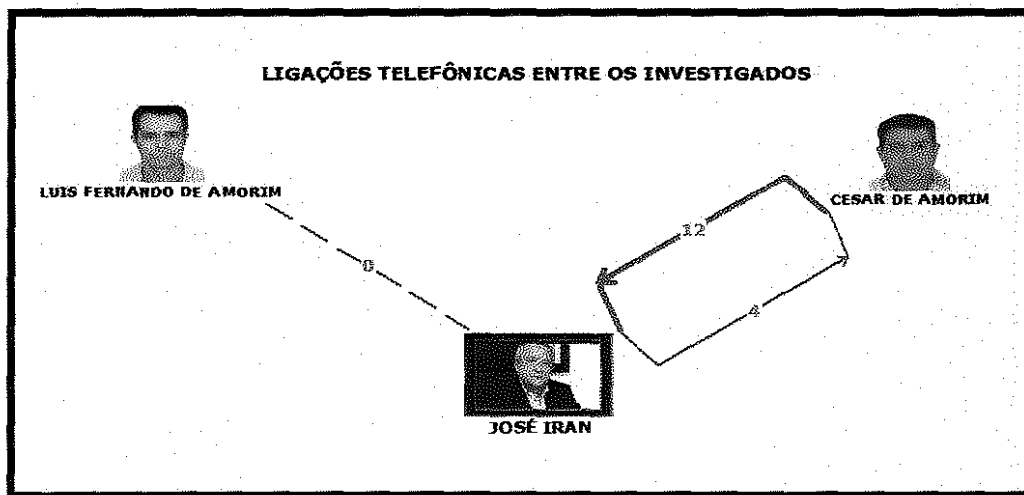 LIGAÇÕES TELEFÔNICAS ENTRE OS INVESTIGADOS
LUIS FERNANDO DE AMORIM
CESAR DE AMORIM
12
0
4
JOSÉ IRAN